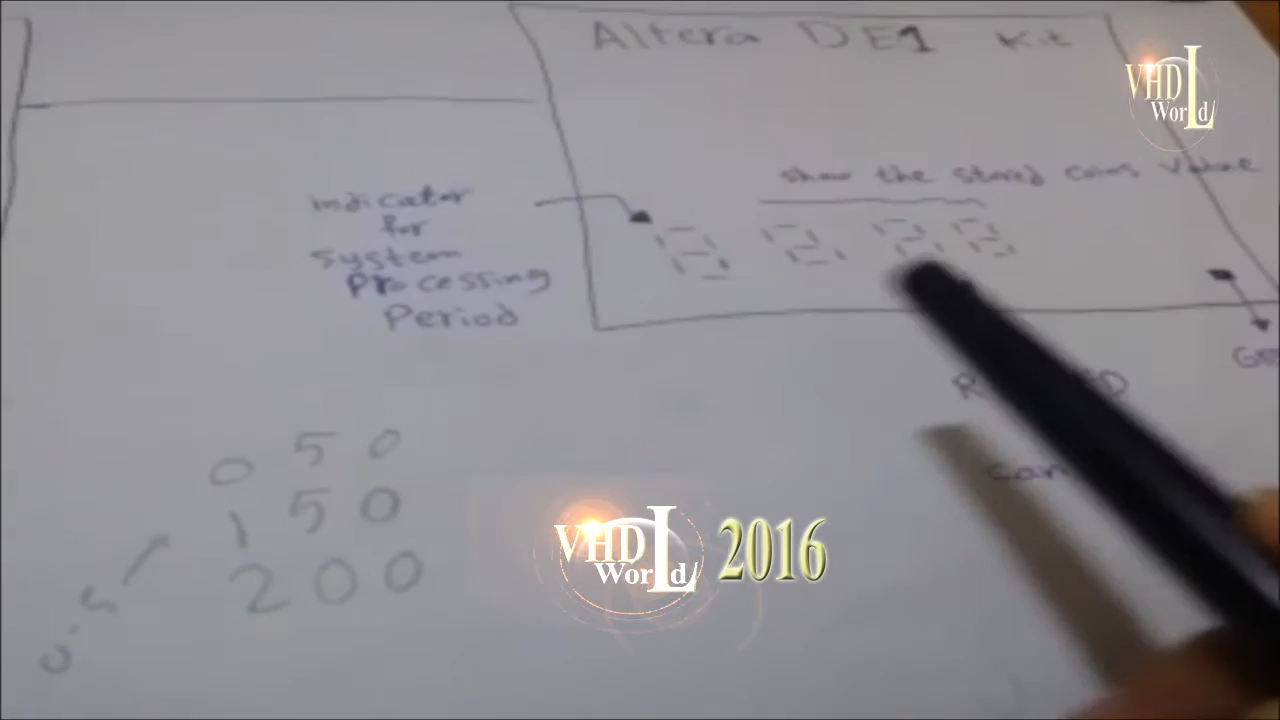 Altera DE1 Kit
VHDL
World
show the stored coins value
indicator
for
system
Processing
Period
can
0 5 0
1 5 0
2 0 0
VHDL
World
2016